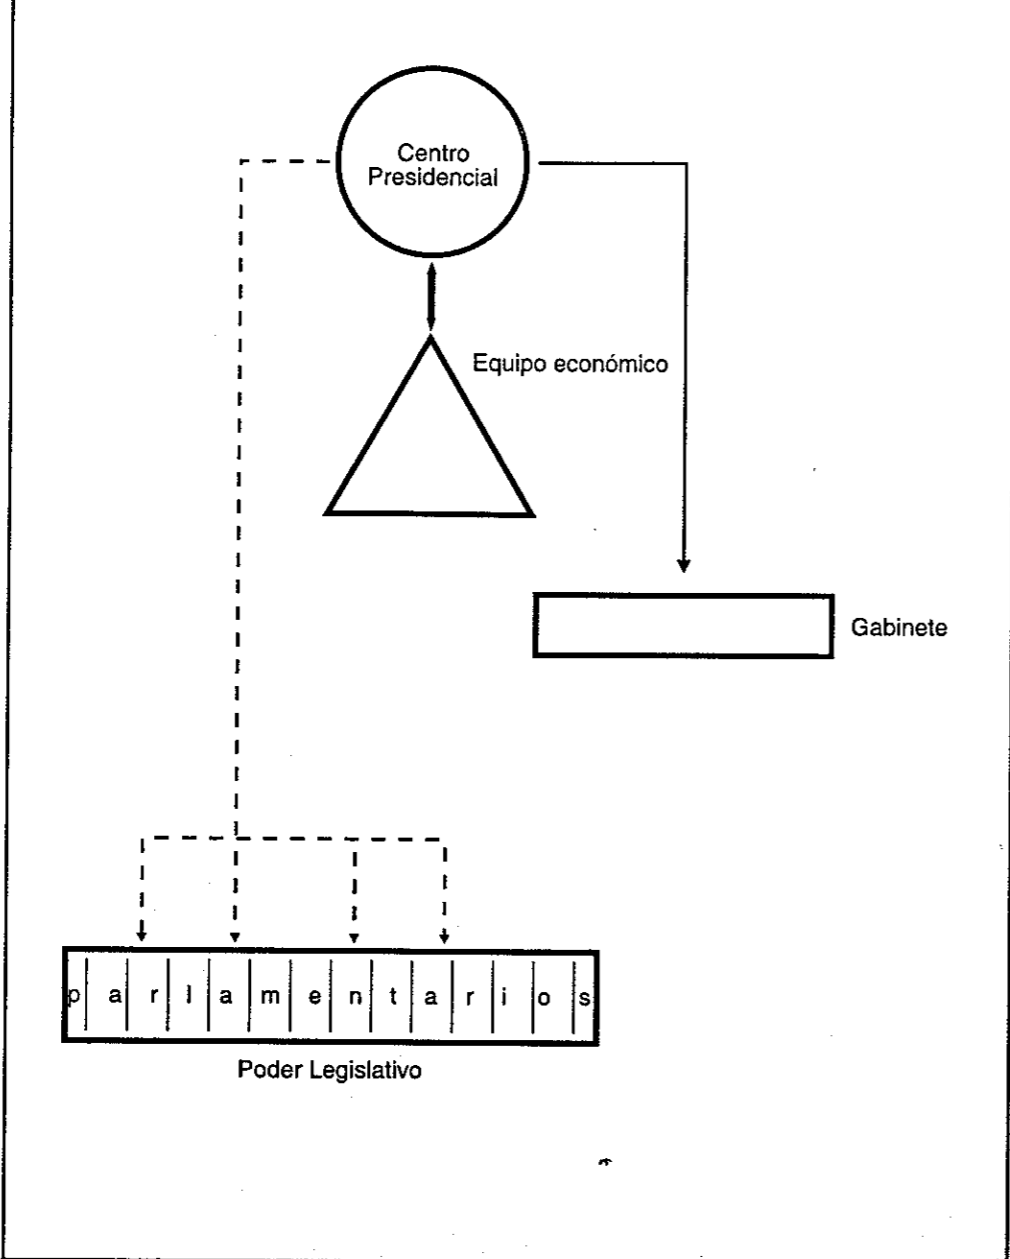 Centro
Presidencial
Equipo económico
Gabinete
p a r l a m e n t a r i o s
Poder Legislativo